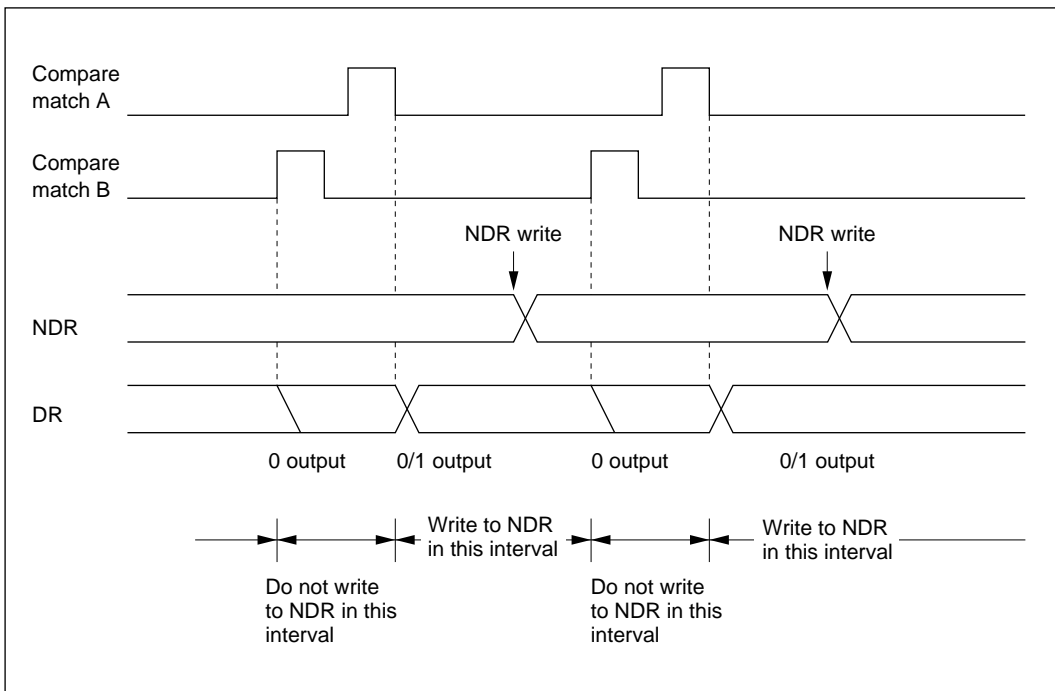 Compare
match A
Compare
match B
NDR write
NDR write
NDR
DR
0 output
0/1 output
0 output
0/1 output
Write to NDR
in this interval
Write to NDR
in this interval
Do not write
to NDR in this
interval
Do not write
to NDR in this
interval